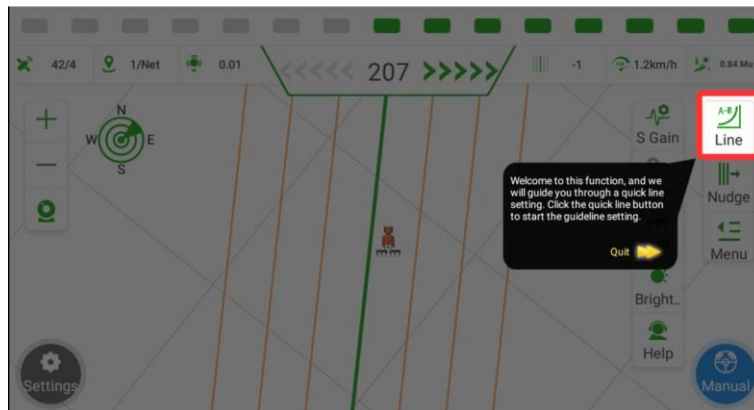 42/4
1/Net
0.01
<<<<< 207 >>>>>
-1
1.2km/h
0.84 Mu
N
W E
S
S Gain
A-B
Line
Welcome to this function, and we
will guide you through a quick line
setting. Click the quick line button
to start the guideline setting.
Quit
Nudge
Menu
Bright..
Help
Settings
Manual